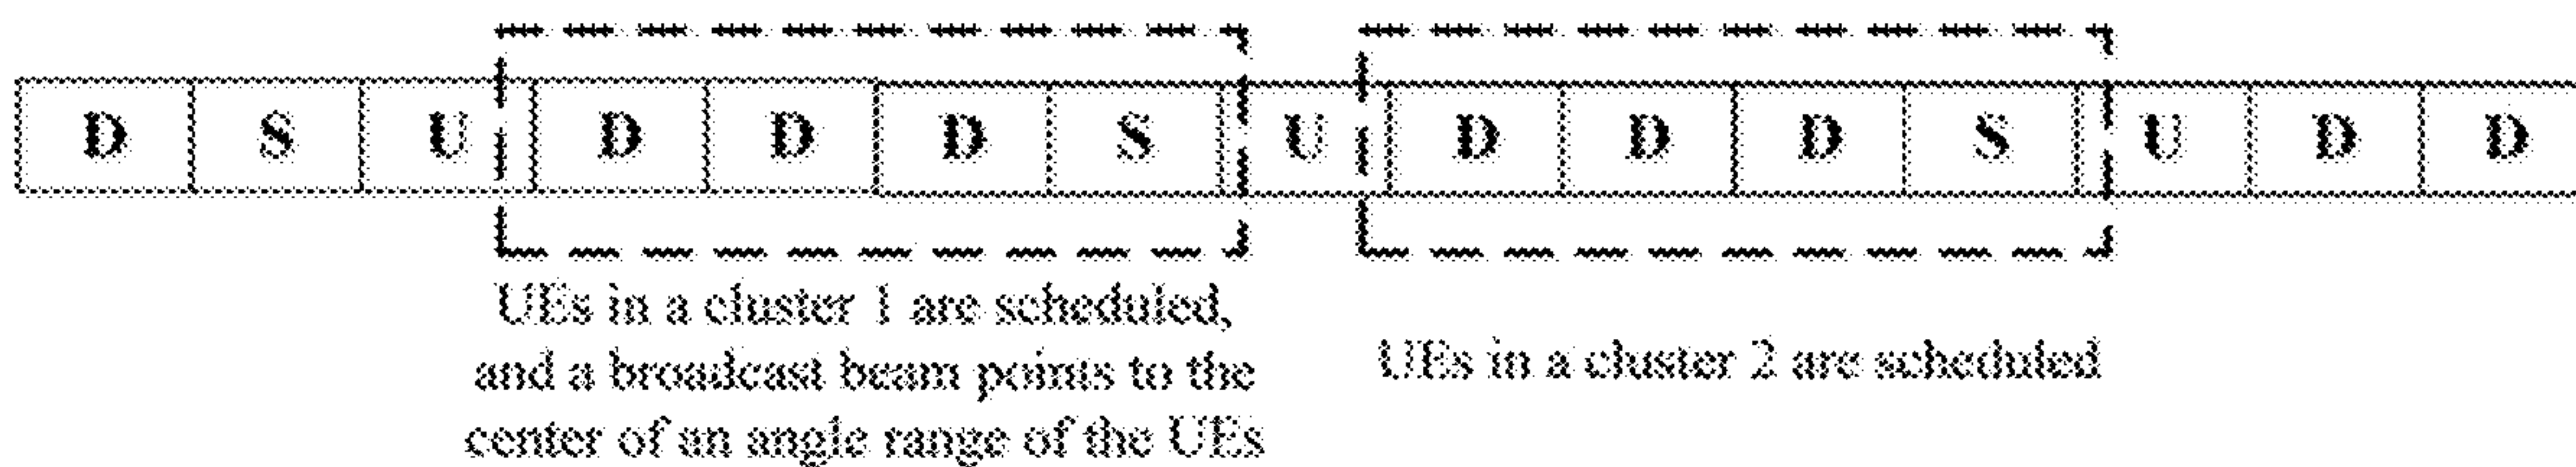 D S U D D D S U D D D S U D D
UEs in a cluster 1 are scheduled,
and a broadcast beam points to the
center of an angle range of the UEs
UEs in a cluster 2 are scheduled